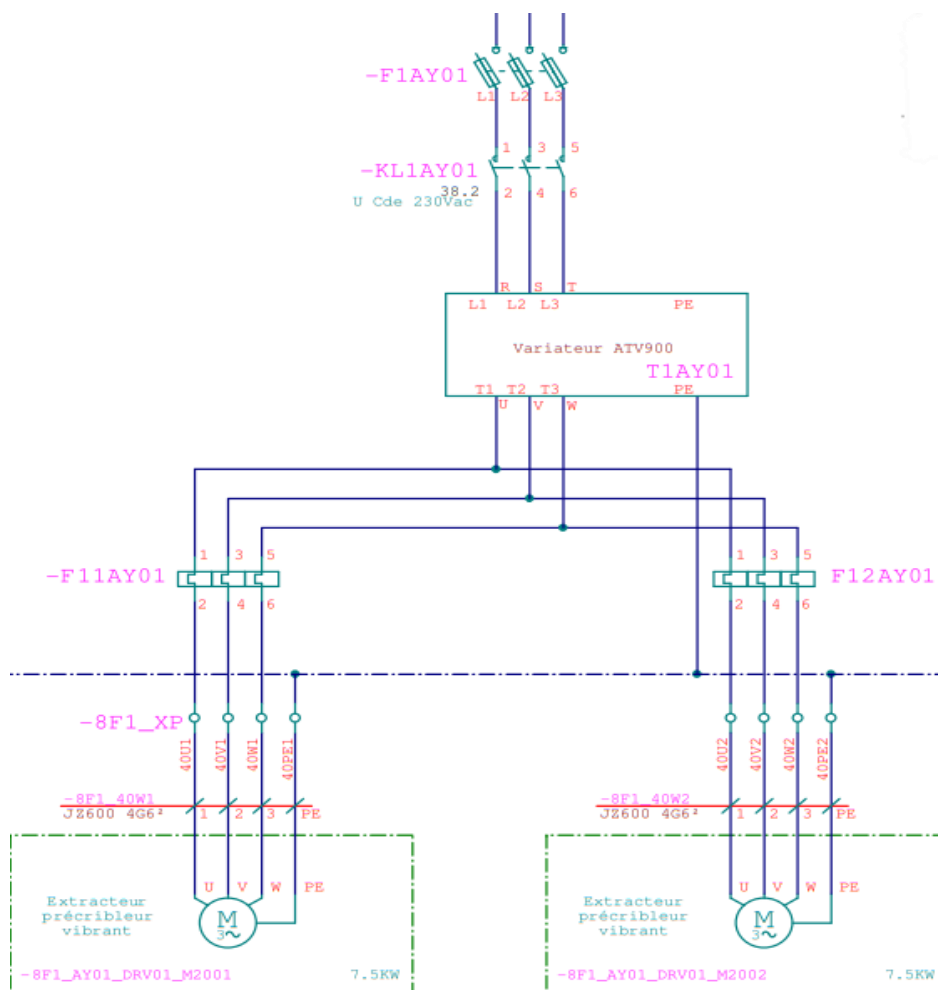 -F1AY01
L1 L2 L3
1 3 5
-KL1AY01
38.2
2 4 6
U Cde 230Vac
R S T
L1 L2 L3 PE
Variateur ATV900
T1AY01
T1 T2 T3 PE
U V W
1 3 5
1 3 5
-F11AY01
F12AY01
2 4 6
2 4 6
-8F1_XP
40U1 40V1 40W1 40PE1
40U2 40V2 40W2 40PE2
-8F1_40W1
JZ600 4G6² 1 2 3 PE
-8F1_40W2
JZ600 4G6² 1 2 3 PE
U V W PE
Extracteur
précribleur
vibrant
M
3~
-8F1_AY01_DRV01_M2001 7.5KW
U V W PE
Extracteur
précribleur
vibrant
M
3~
-8F1_AY01_DRV01_M2002 7.5KW